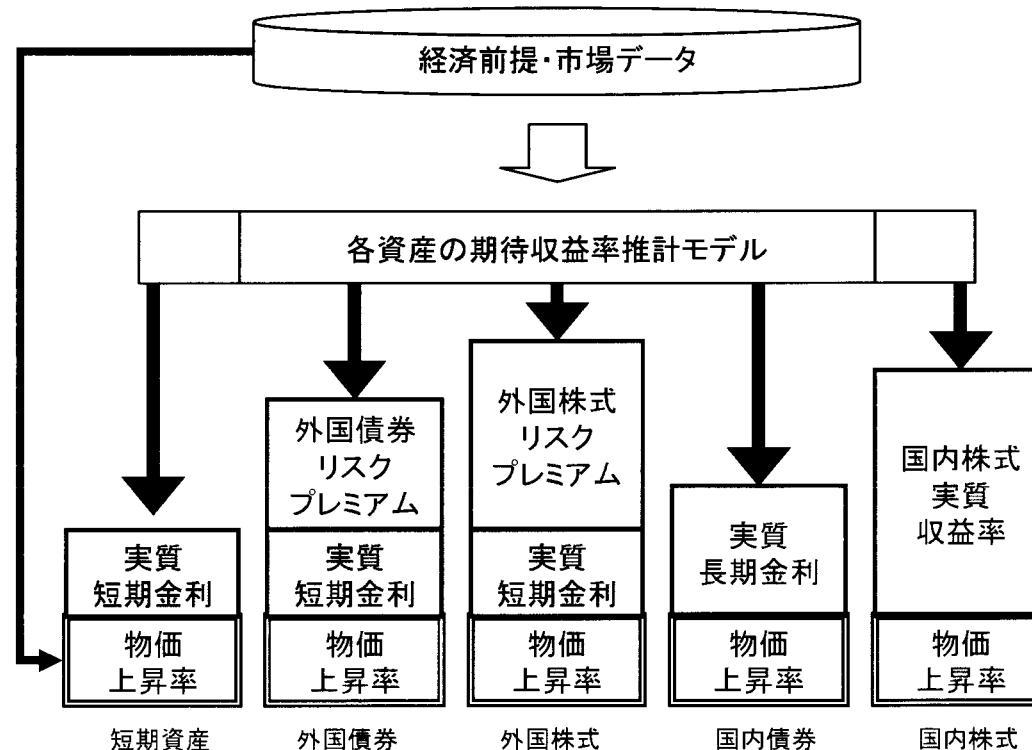 経済前提・市場データ
各資産の期待収益率推計モデル
外国債券
リスク
プレミアム
外国株式
リスク
プレミアム
国内株式
実質
収益率
実質
短期金利
実質
短期金利
実質
短期金利
実質
長期金利
物価
上昇率
物価
上昇率
物価
上昇率
物価
上昇率
物価
上昇率
短期資産
外国債券
外国株式
国内債券
国内株式